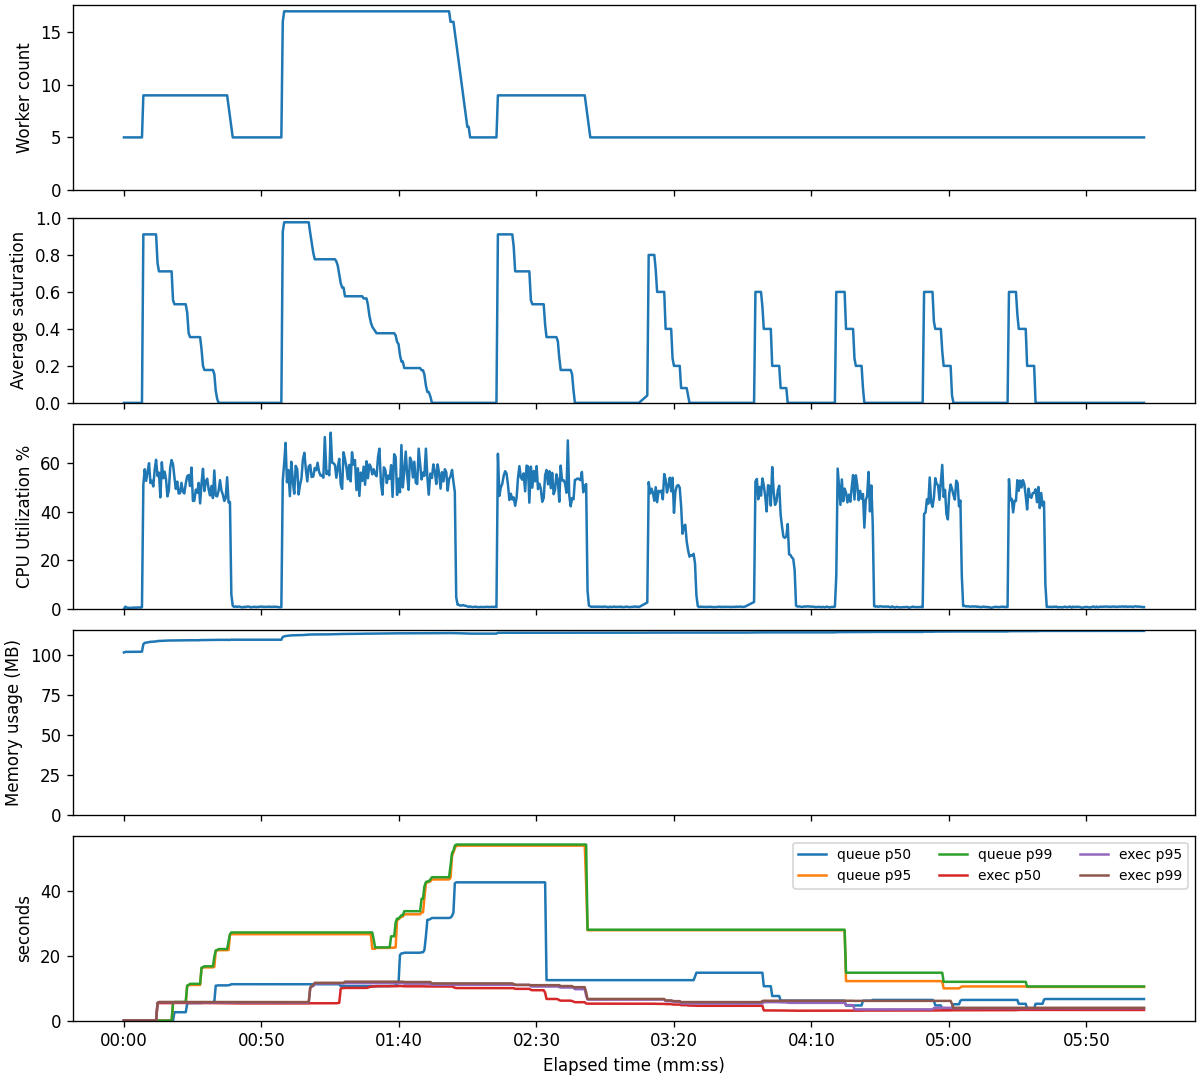 Worker count
15
10
5
0
Average saturation
1.0
0.8
0.6
0.4
0.2
0.0
CPU Utilization %
60
40
20
0
Memory usage (MB)
100
75
50
25
0
seconds
40
20
0
queue p50
queue p95
queue p99
exec p50
exec p95
exec p99
00:00 00:50 01:40 02:30 03:20 04:10 05:00 05:50
Elapsed time (mm:ss)